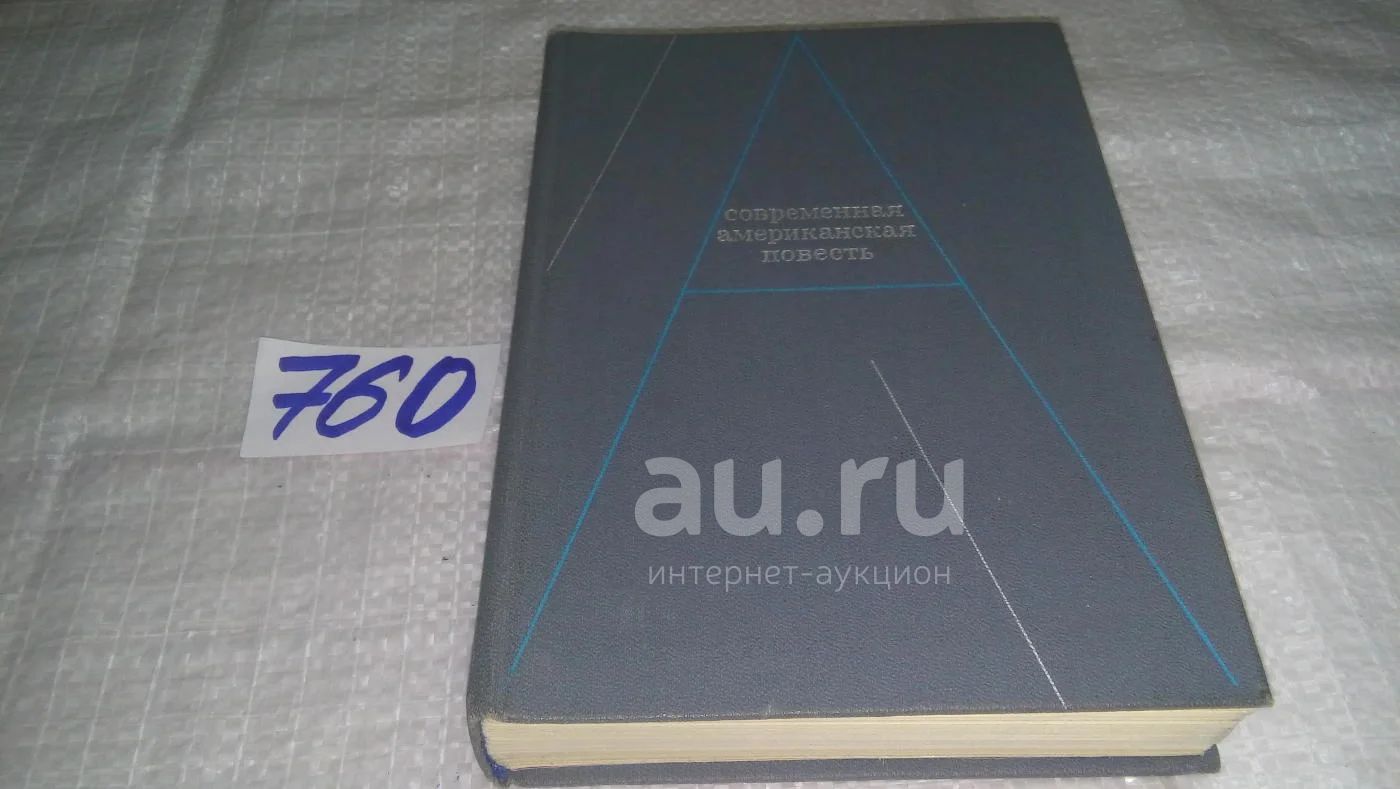 современная
американская
повесть
760
au.ru
интернет-аукцион